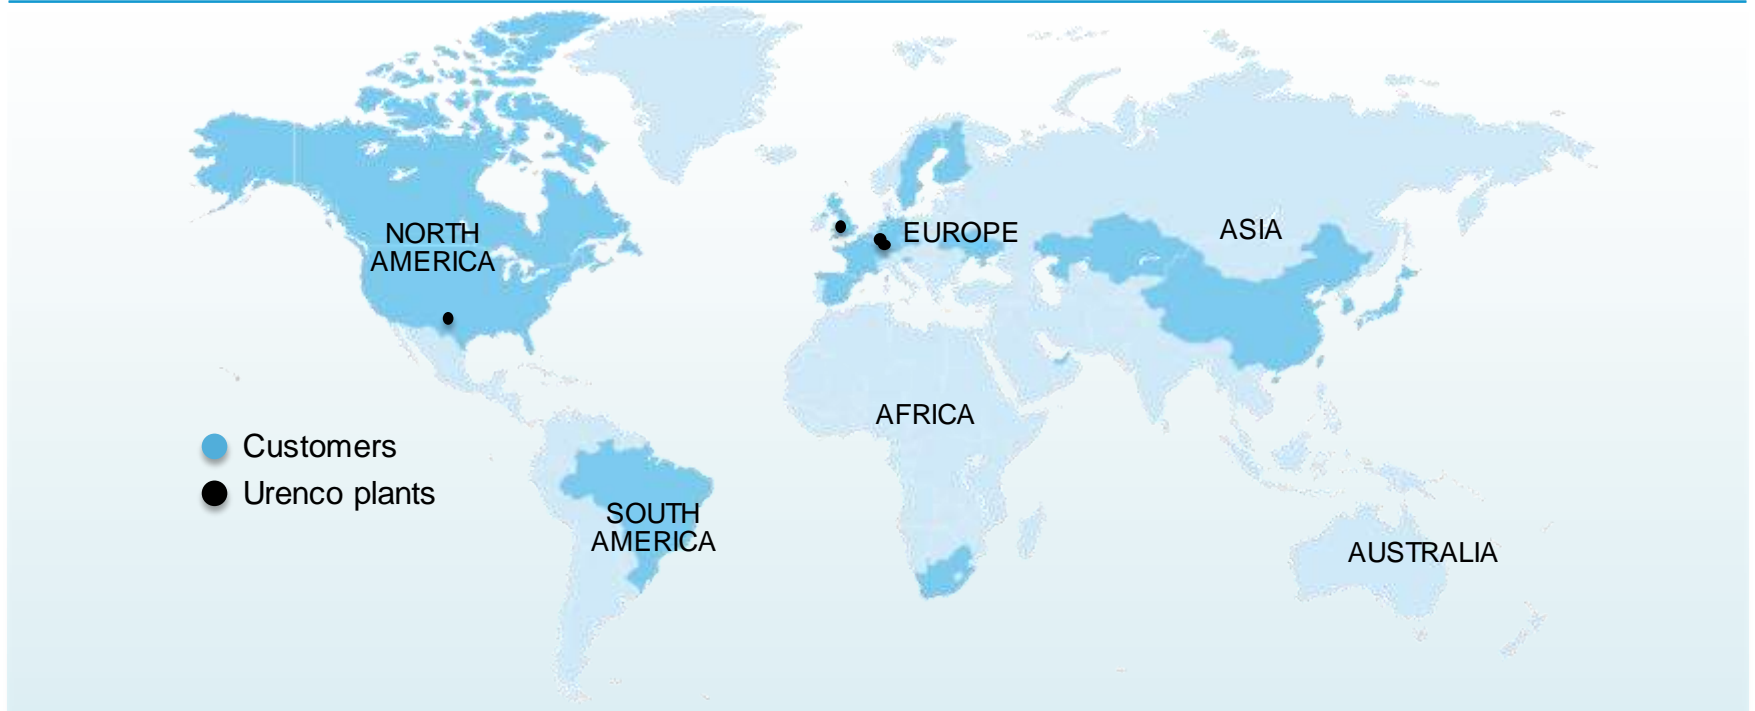 NORTH
AMERICA
EUROPE
ASIA
AFRICA
Customers
Urenco plants
SOUTH
AMERICA
AUSTRALIA